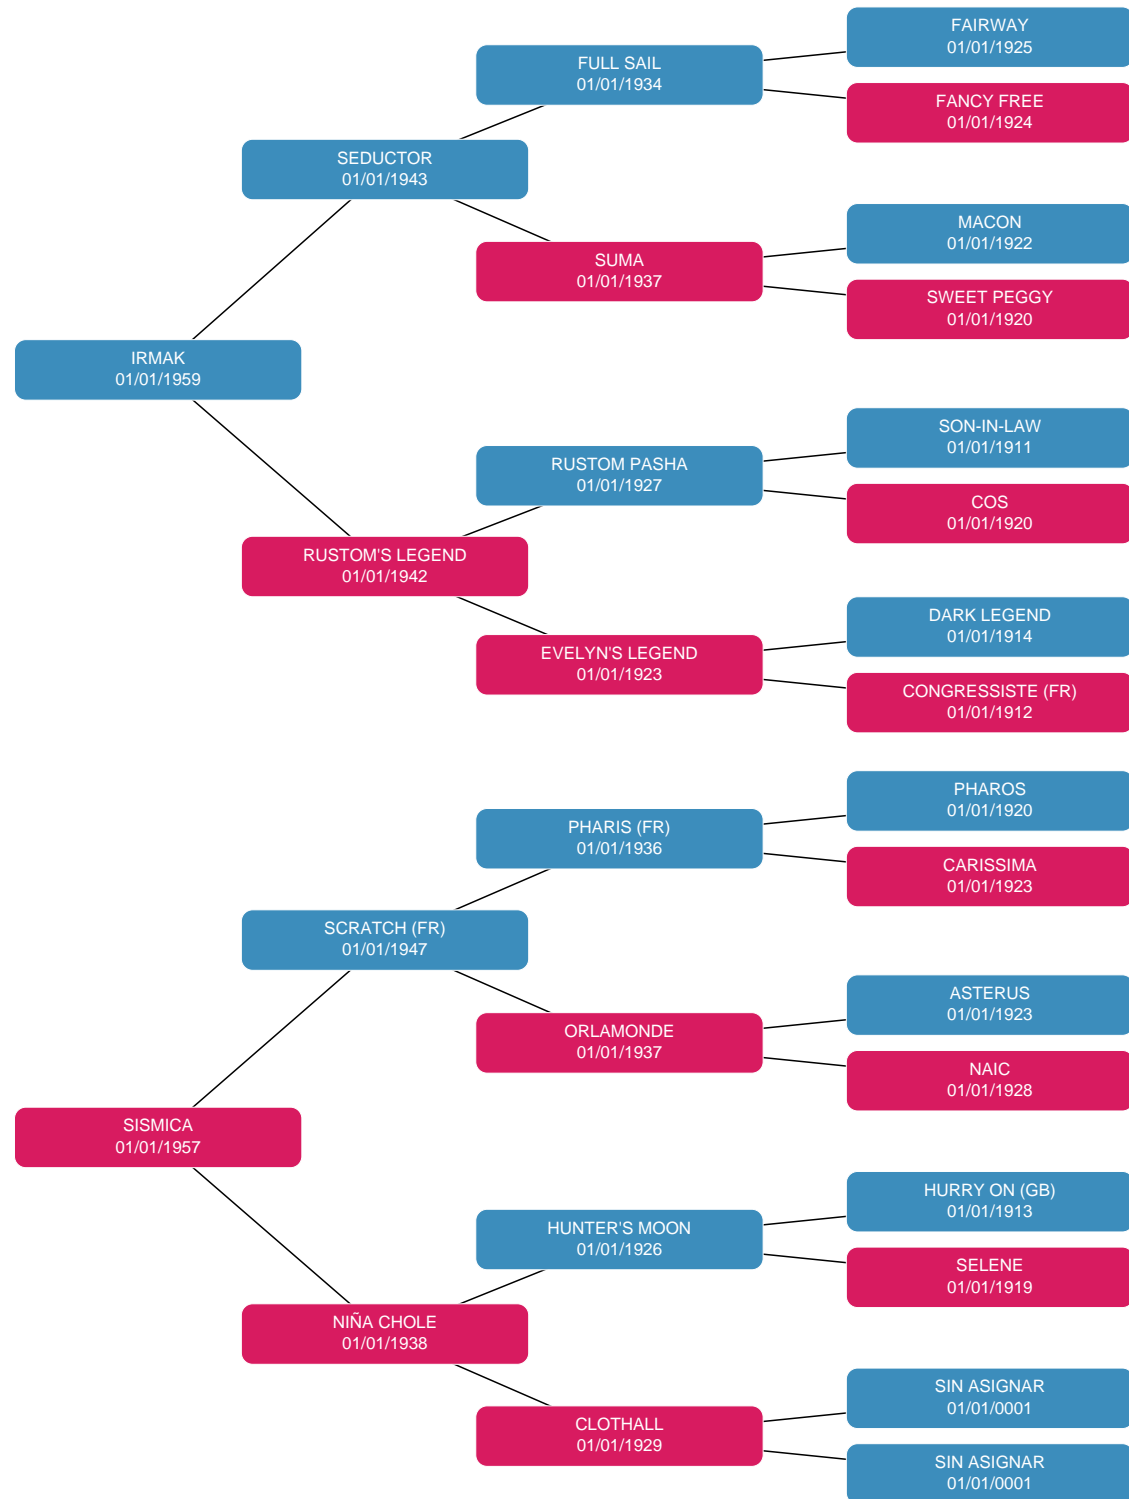 FAIRWAY
01/01/1925
FULL SAIL
01/01/1934
FANCY FREE
01/01/1924
SEDUCTOR
01/01/1943
MACON
01/01/1922
SUMA
01/01/1937
SWEET PEGGY
01/01/1920
IRMAK
01/01/1959
SON-IN-LAW
01/01/1911
RUSTOM PASHA
01/01/1927
COS
01/01/1920
RUSTOM'S LEGEND
01/01/1942
DARK LEGEND
01/01/1914
EVELYN'S LEGEND
01/01/1923
CONGRESSISTE (FR)
01/01/1912
PHAROS
01/01/1920
PHARIS (FR)
01/01/1936
CARISSIMA
01/01/1923
SCRATCH (FR)
01/01/1947
ASTERUS
01/01/1923
ORLAMONDE
01/01/1937
NAIC
01/01/1928
SISMICA
01/01/1957
HURRY ON (GB)
01/01/1913
HUNTER'S MOON
01/01/1926
SELENE
01/01/1919
NIÑA CHOLE
01/01/1938
SIN ASIGNAR
01/01/0001
CLOTHALL
01/01/1929
SIN ASIGNAR
01/01/0001